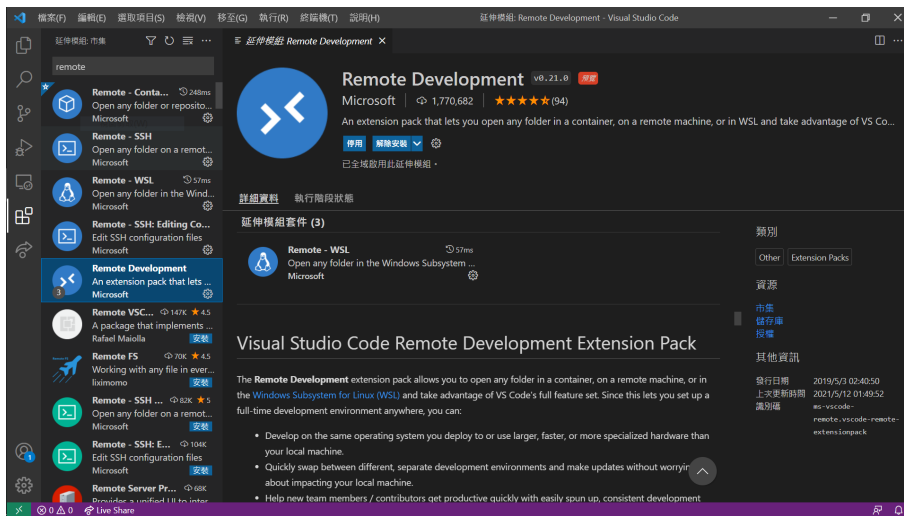 檔案(F) 編輯(E) 選取項目(S) 檢視(V) 移至(G) 執行(R) 終端機(T) 說明(H) 延伸模組: Remote Development - Visual Studio Code
延伸模組: 市集
remote
Remote - Conta... 248ms
Open any folder or reposito...
Microsoft
Remote - SSH
Open any folder on a remot...
Microsoft
Remote - WSL 57ms
Open any folder in the Wind...
Microsoft
Remote - SSH: Editing Co...
Edit SSH configuration files
Microsoft
Remote Development
An extension pack that lets ...
3
Microsoft
Remote VSC... 147K 4.5
A package that implements ...
Rafael Maiolla 安裝
Remote FS 70K 4.5
Working with any file in ever...
liximomo 安裝
Remote - SSH ... 82K 5
Open any folder on a remot...
Microsoft 安裝
Remote - SSH: E... 104K
Edit SSH configuration files
Microsoft 安裝
Remote Server Pr... 68K
Provides a unified UI to inter...
延伸模組: Remote Development
Remote Development v0.21.0 預覽
Microsoft 1,770,682 (94)
An extension pack that lets you open any folder in a container, on a remote machine, or in WSL and take advantage of VS Co...
停用 解除安裝
已全域啟用此延伸模組。
詳細資料 執行階段狀態
延伸模組套件 (3)
Remote - WSL 57ms
Open any folder in the Windows Subsystem ...
Microsoft
Visual Studio Code Remote Development Extension Pack
The Remote Development extension pack allows you to open any folder in a container, on a remote machine, or in
the Windows Subsystem for Linux (WSL) and take advantage of VS Code's full feature set. Since this lets you set up a
full-time development environment anywhere, you can:
• Develop on the same operating system you deploy to or use larger, faster, or more specialized hardware than
your local machine.
• Quickly swap between different, separate development environments and make updates without worryin
about impacting your local machine.
• Help new team members / contributors get productive quickly with easily spun up, consistent development
類別
Other Extension Packs
資源
市集
儲存庫
授權
其他資訊
發行日期 2019/5/3 02:40:50
上次更新時間 2021/5/12 01:49:52
識別碼 ms-vscode-
remote.vscode-remote-
extensionpack
1
0 0 Live Share